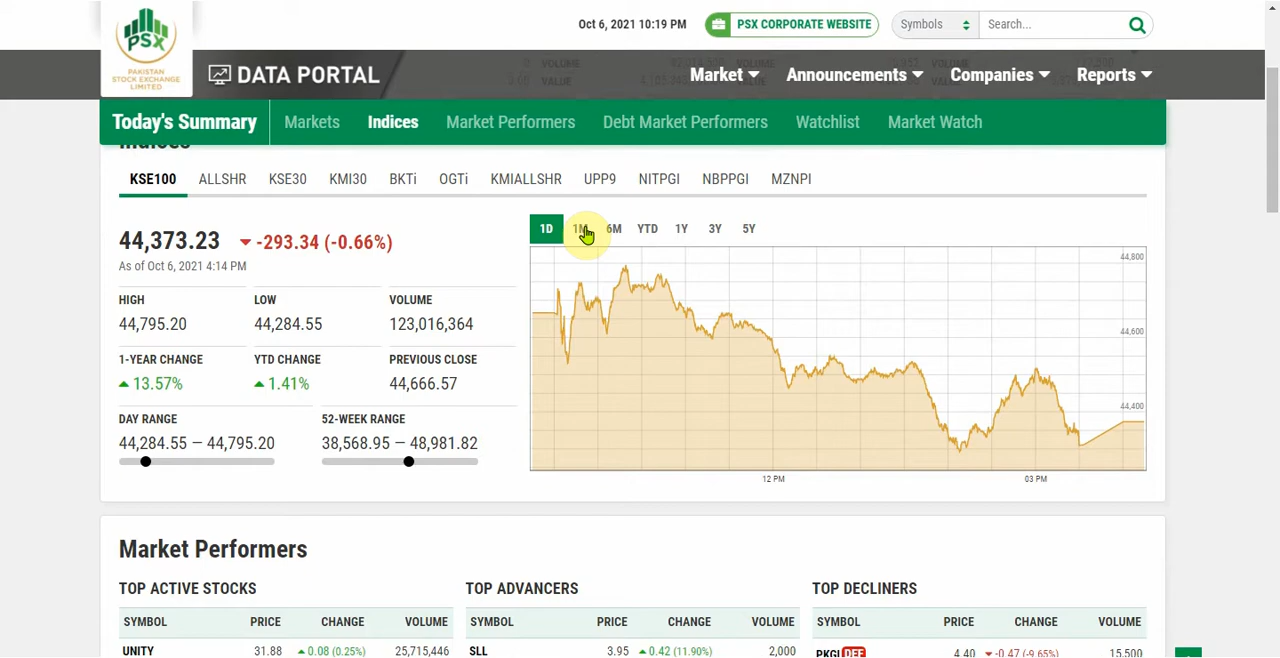 Oct 6, 2021 10:19 PM
PSX CORPORATE WEBSITE
Symbols
Search...
PSX
PAKISTAN
STOCK EXCHANGE
LIMITED
DATA PORTAL
VOLUME
VALUE
Market
Announcements
Companies
Reports
Today's Summary
Markets
Indices
Market Performers
Debt Market Performers
Watchlist
Market Watch
Indices
KSE100
ALLSHR
KSE30
KMI30
BKTi
OGTi
KMIALLSHR
UPP9
NITPGI
NBPPGI
MZNPI
44,373.23
-293.34 (-0.66%)
As of Oct 6, 2021 4:14 PM
HIGH
44,795.20
LOW
44,284.55
VOLUME
123,016,364
1-YEAR CHANGE
13.57%
YTD CHANGE
1.41%
PREVIOUS CLOSE
44,666.57
DAY RANGE
44,284.55 — 44,795.20
52-WEEK RANGE
38,568.95 — 48,981.82
1D
1M
6M
YTD
1Y
3Y
5Y
44,800
44,600
44,400
12 PM
03 PM
Market Performers
TOP ACTIVE STOCKS
SYMBOL PRICE CHANGE VOLUME
UNITY 31.88 0.08 (0.25%) 25,715,446
TOP ADVANCERS
SYMBOL PRICE CHANGE VOLUME
SLL 3.95 0.42 (11.90%) 2,000
TOP DECLINERS
SYMBOL PRICE CHANGE VOLUME
PKGI DEF 4.40 -0.47 (-9.65%) 15,500